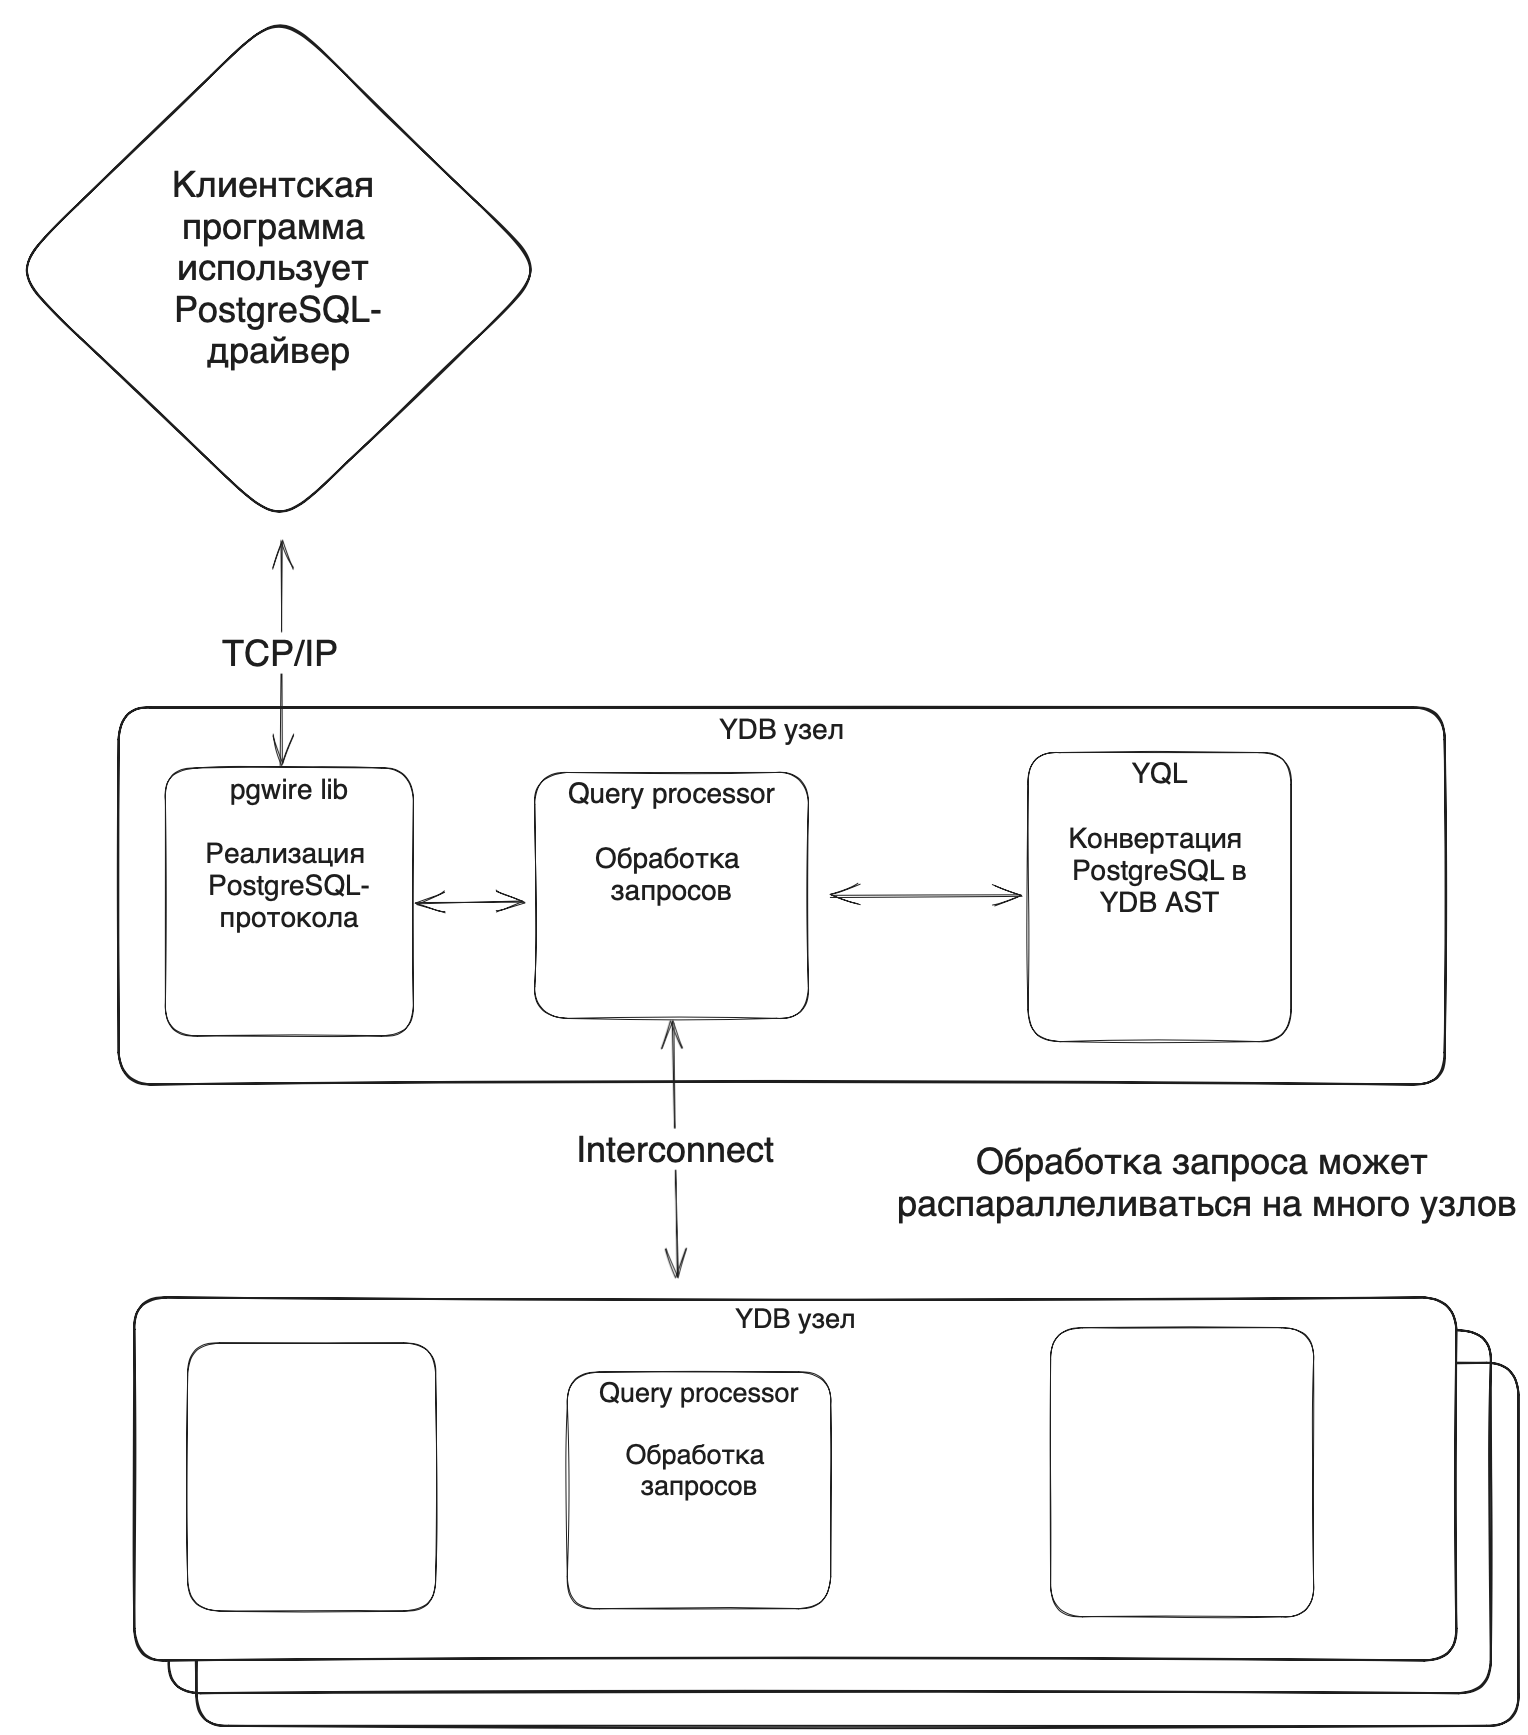 Клиентская
программа
использует
PostgreSQL-
драйвер
TCP/IP
YDB узел
pgwire lib
Реализация
PostgreSQL-
протокола
Query processor
Обработка
запросов
YQL
Конвертация
PostgreSQL в
YDB AST
Interconnect
Обработка запроса может
распараллеливаться на много узлов
YDB узел
Query processor
Обработка
запросов